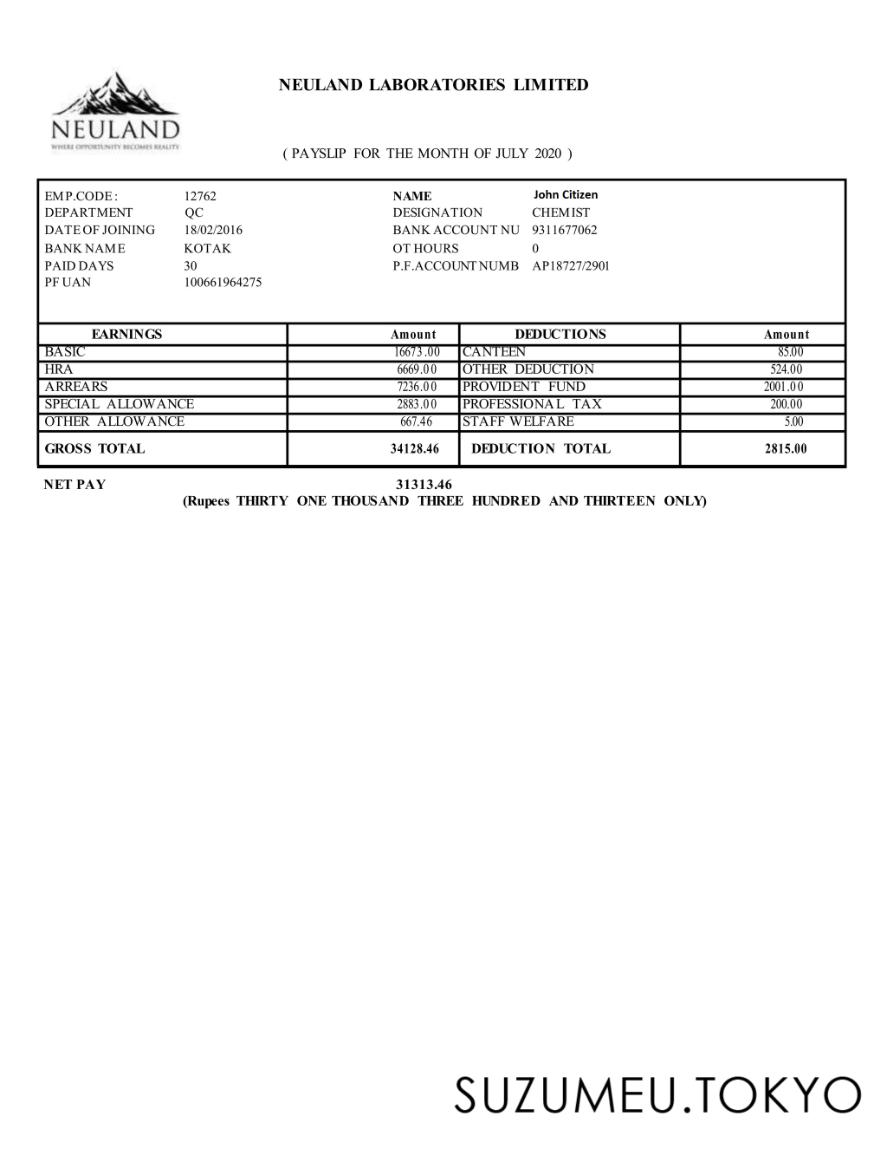 NEULAND LABORATORIES LIMITED
NEULAND
WHERE OPPORTUNITY BECOMES REALITY
( PAYSLIP FOR THE MONTH OF JULY 2020 )
EMP.CODE: 12762 NAME John Citizen
DEPARTMENT QC DESIGNATION CHEMIST
DATE OF JOINING 18/02/2016 BANK ACCOUNT NU 9311677062
BANK NAME KOTAK OT HOURS 0
PAID DAYS 30 P.F.ACCOUNT NUMB AP18727/2901
PF UAN 100661964275
EARNINGS Amount DEDUCTIONS Amount
BASIC 16673.00 CANTEEN 85.00
HRA 6669.00 OTHER DEDUCTION 524.00
ARREARS 7236.00 PROVIDENT FUND 2001.00
SPECIAL ALLOWANCE 2883.00 PROFESSIONAL TAX 200.00
OTHER ALLOWANCE 667.46 STAFF WELFARE 5.00
GROSS TOTAL 34128.46 DEDUCTION TOTAL 2815.00
NET PAY 31313.46
(Rupees THIRTY ONE THOUSAND THREE HUNDRED AND THIRTEEN ONLY)
SUZUMEU.TOKYO